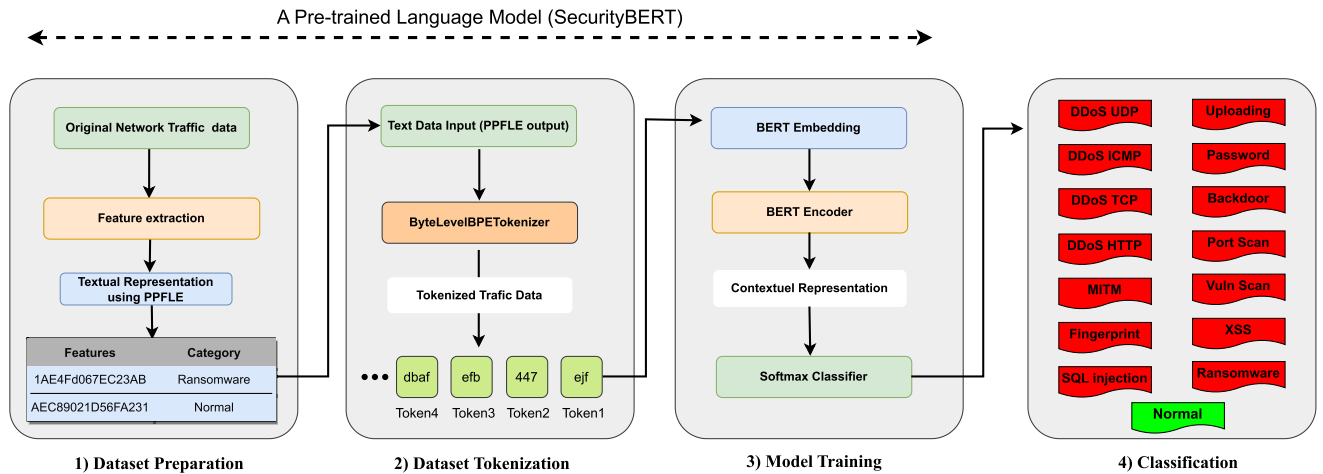 A Pre-trained Language Model (SecurityBERT)
Original Network Traffic data
Feature extraction
Textual Representation
using PPFLE
Features Category
1AE4Fd067EC23AB Ransomware
AEC89021D56FA231 Normal
1) Dataset Preparation
Text Data Input (PPFLE output)
ByteLevelBPETokenizer
Tokenized Trafic Data
••• dbaf efb 447 ejf
Token4 Token3 Token2 Token1
2) Dataset Tokenization
BERT Embedding
BERT Encoder
Contextuel Representation
Softmax Classifier
3) Model Training
DDoS UDP Uploading
DDoS ICMP Password
DDoS TCP Backdoor
DDoS HTTP Port Scan
MITM Vuln Scan
Fingerprint XSS
SQL injection Ransomware
Normal
4) Classification